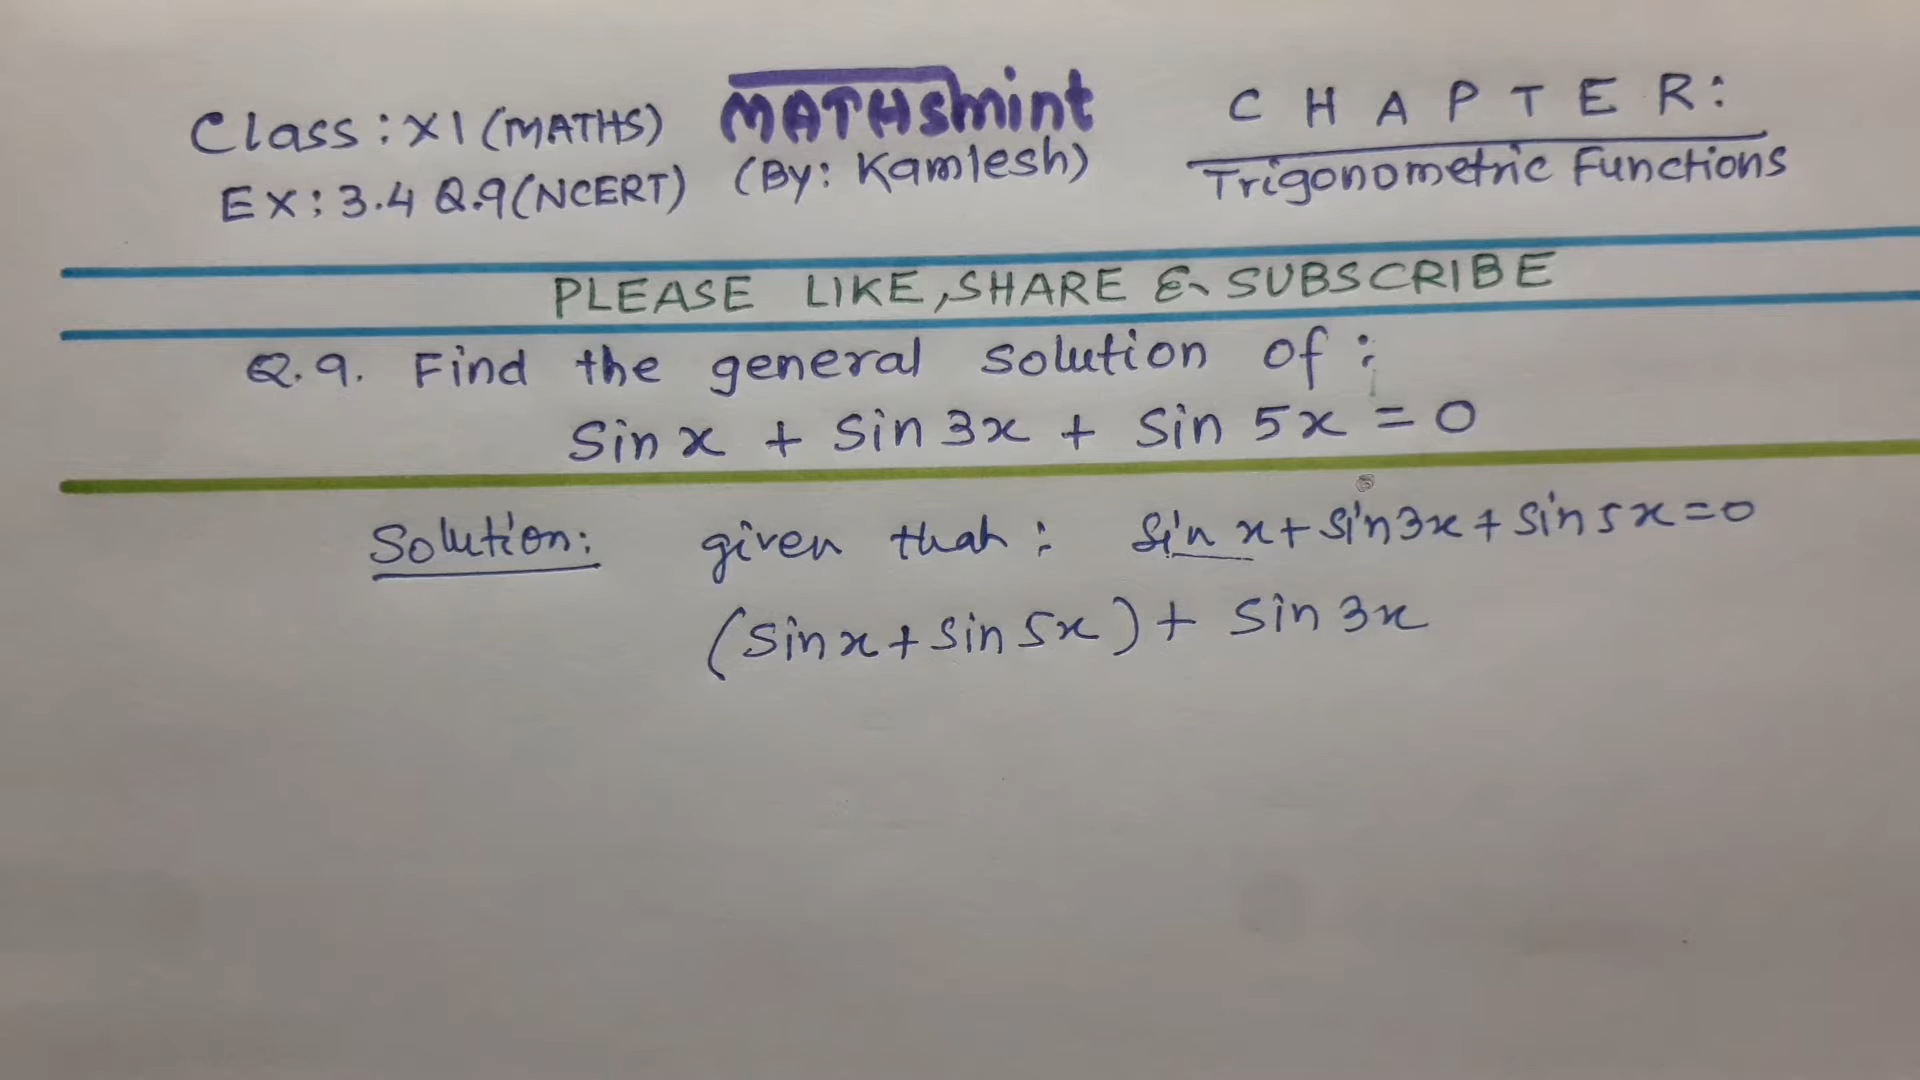 Class : XI (MATHS)
EX : 3.4 Q.9 (NCERT)
MATHSmint
(By: Kamlesh)
CHAPTER:
Trigonometric Functions
PLEASE LIKE, SHARE & SUBSCRIBE
Q.9. Find the general solution of :
Sin x + Sin 3x + Sin 5x = 0
Solution: given that : Sin x + Sin 3x + Sin 5x = 0
(Sin x + Sin 5x) + Sin 3x